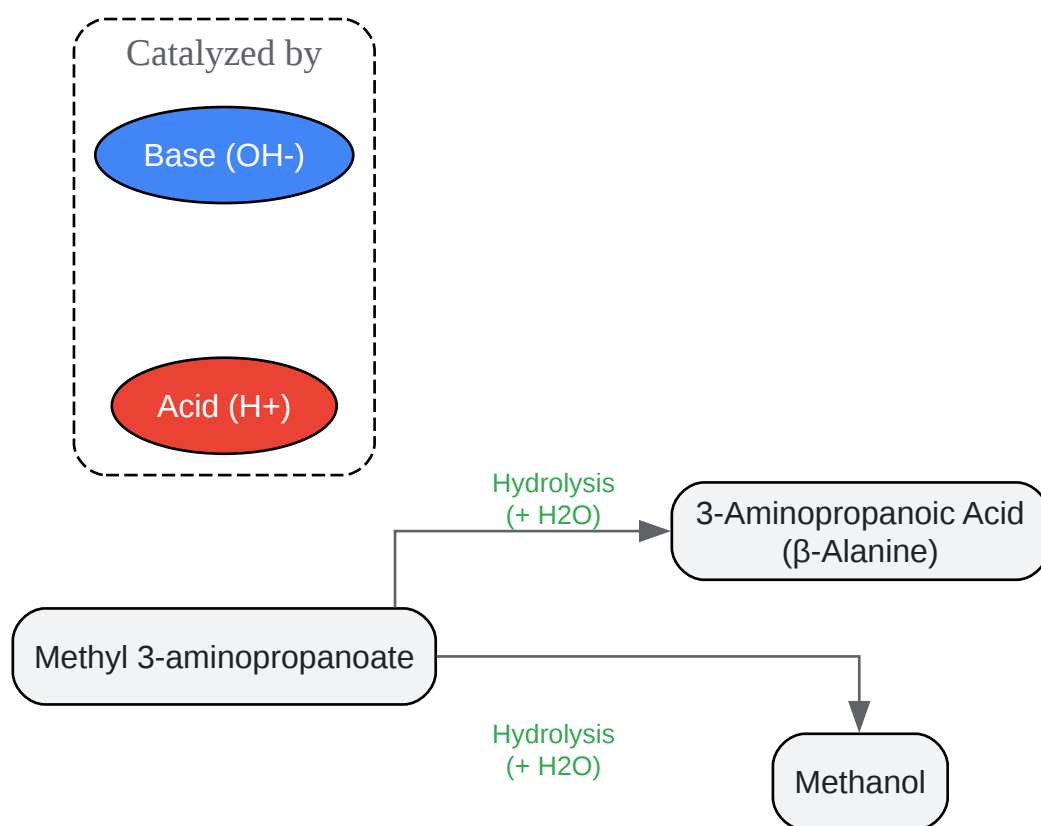 Catalyzed by
Base (OH-)
Acid (H+)
Hydrolysis
(+ H2O)
3-Aminopropanoic Acid
(β-Alanine)
Methyl 3-aminopropanoate
Hydrolysis
(+ H2O)
Methanol